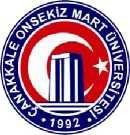 ÇANAKKALE ONSEKİZ MART ÜNİVERSİTESİ
• 1992 •